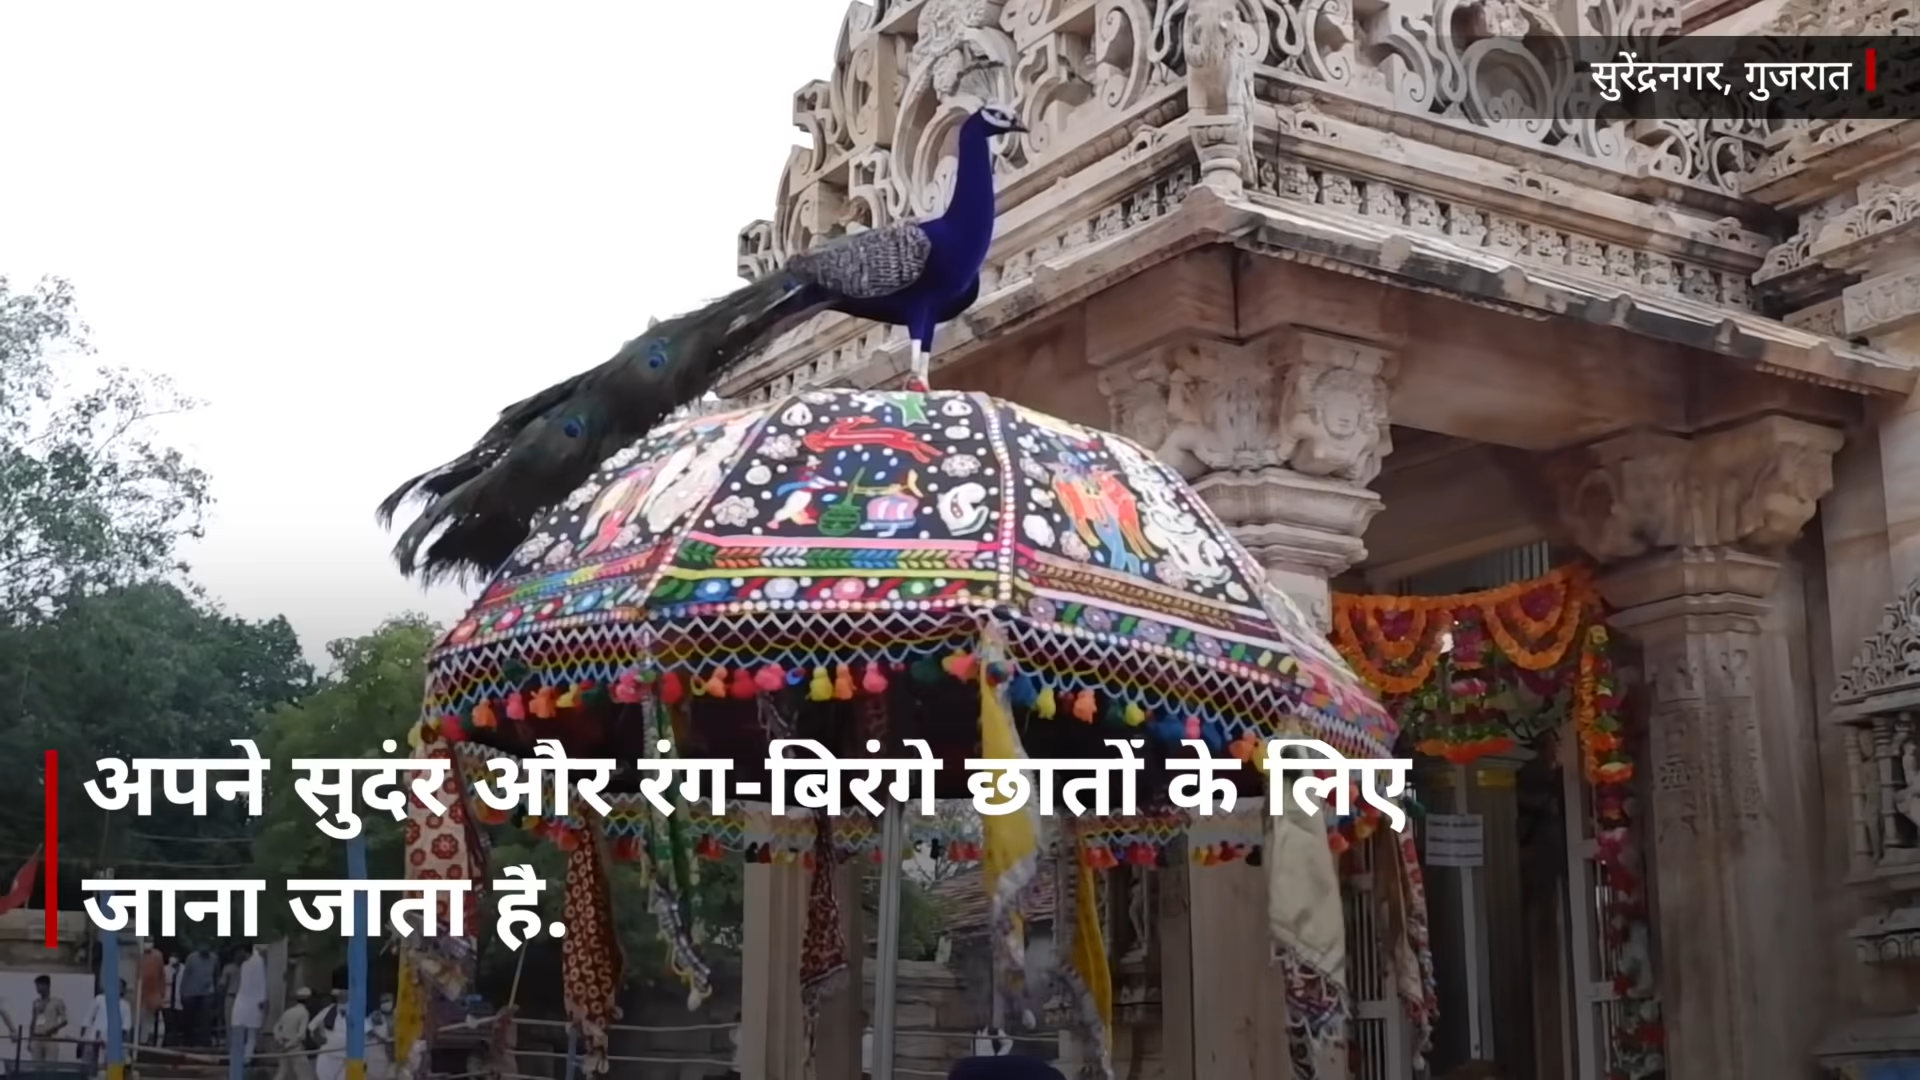 सुरेंद्रनगर, गुजरात
अपने सुदंर और रंग-बिरंगे छातों के लिए
जाना जाता है.